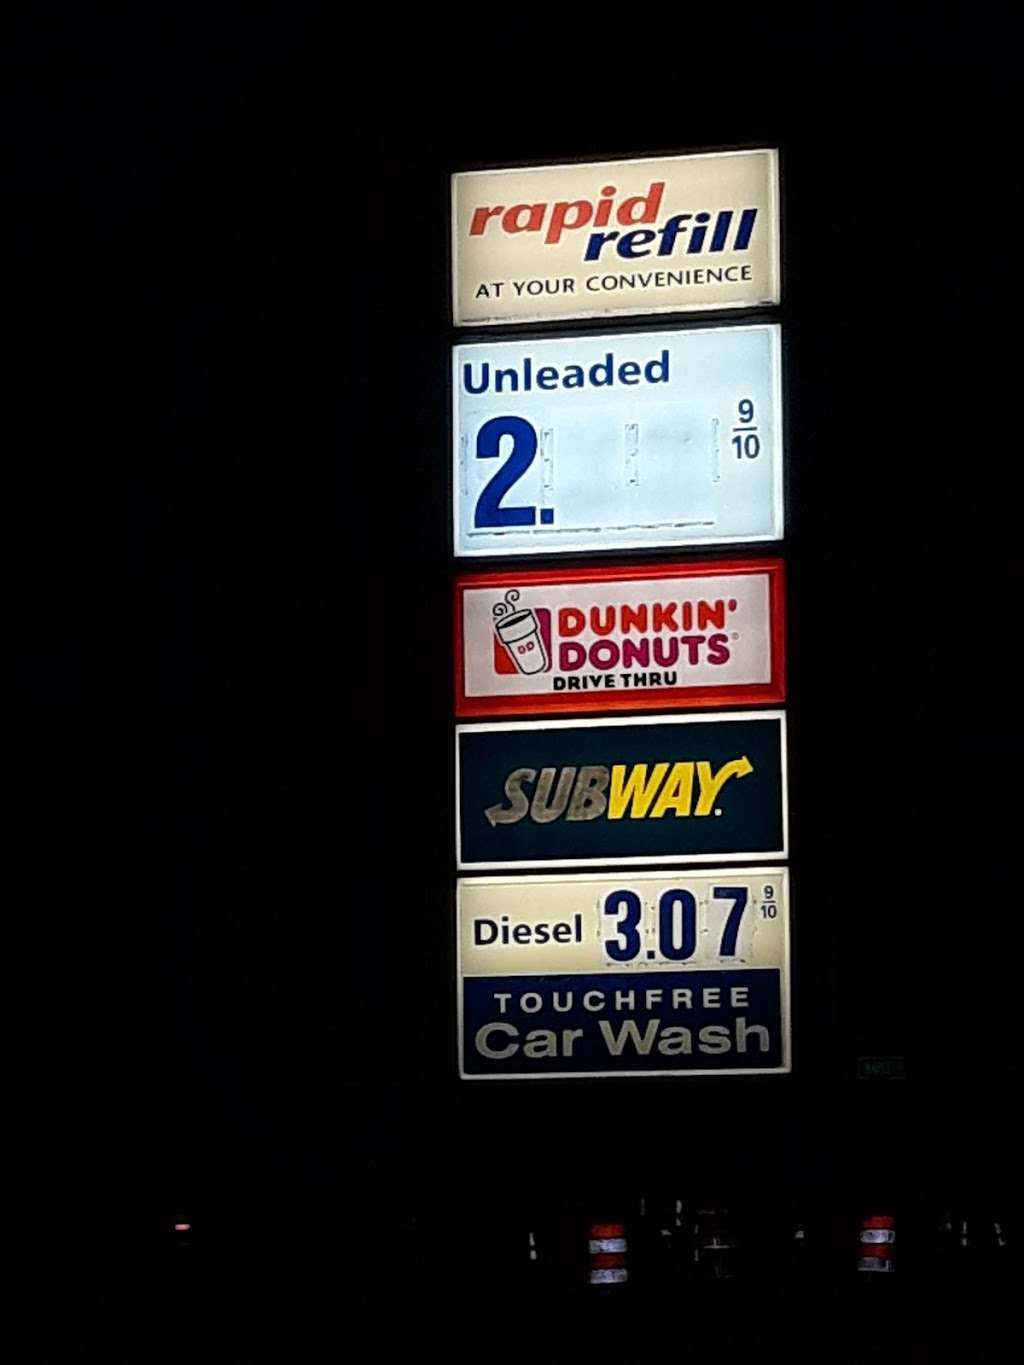 rapid
refill
AT YOUR CONVENIENCE
Unleaded
2. 9/10
DUNKIN'
DONUTS®
DD
DRIVE THRU
SUBWAY
Diesel 3.07 9/10
TOUCHFREE
Car Wash